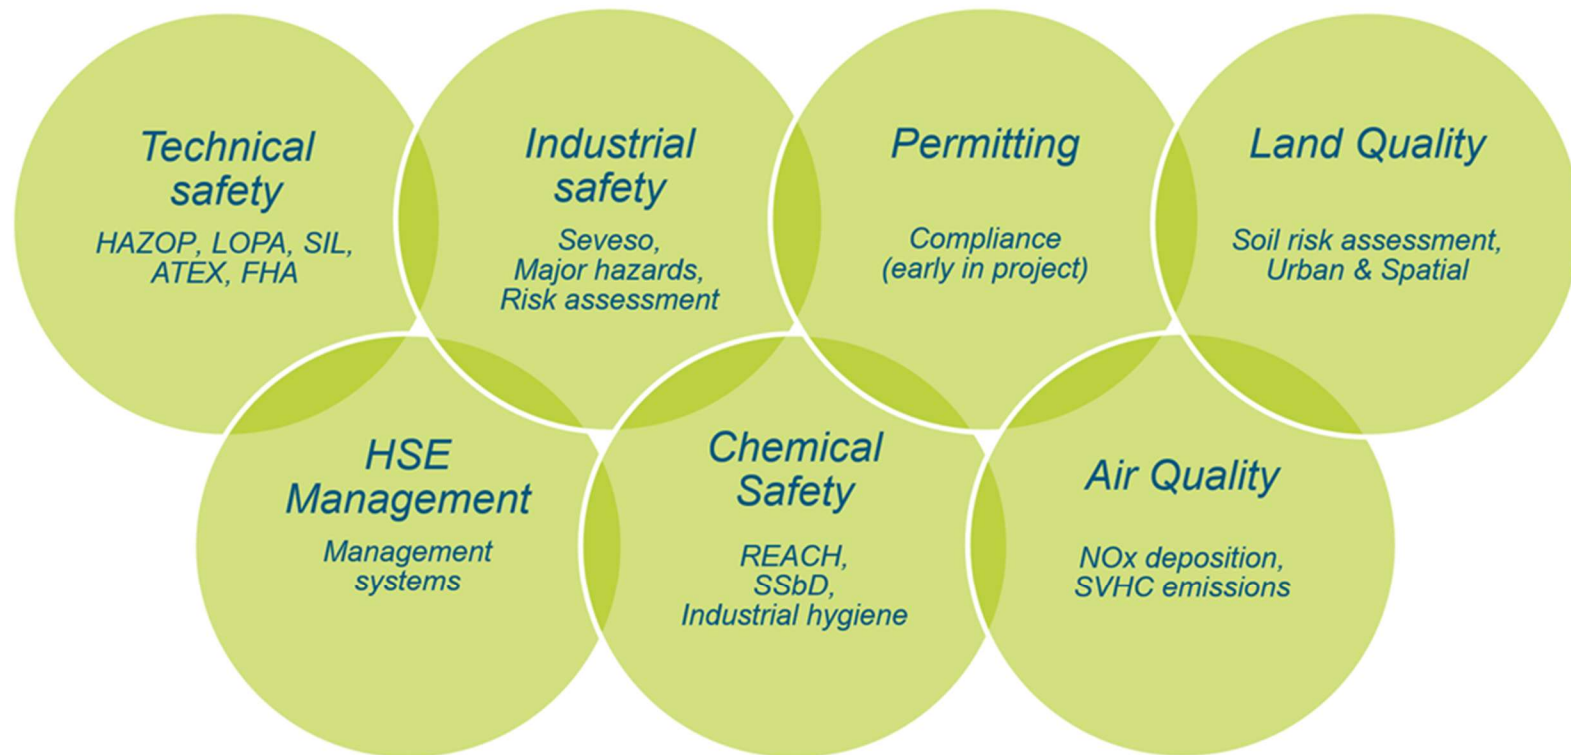 Technical
safety
HAZOP, LOPA, SIL,
ATEX, FHA
Industrial
safety
Seveso,
Major hazards,
Risk assessment
Permitting
Compliance
(early in project)
Land Quality
Soil risk assessment,
Urban & Spatial
HSE
Management
Management
systems
Chemical
Safety
REACH,
SSbD,
Industrial hygiene
Air Quality
NOx deposition,
SVHC emissions